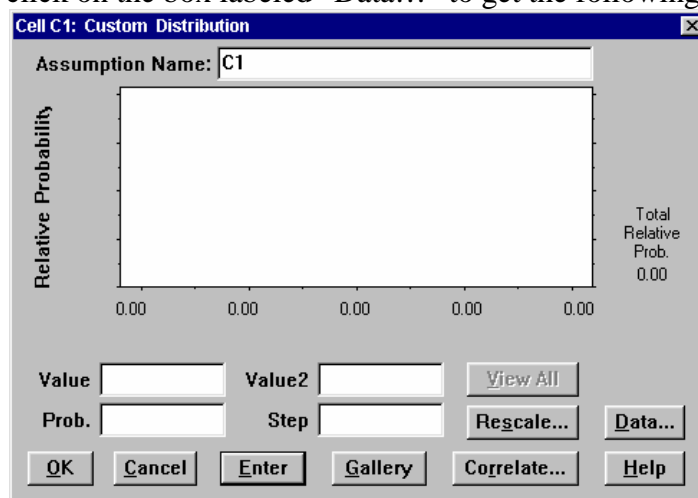 click on the box labeled "Data…" to get the following
Cell C1: Custom Distribution
Assumption Name: C1
Relative Probability
Total
Relative
Prob.
0.00
0.00 0.00 0.00 0.00 0.00
Value Value2 View All
Prob. Step Rescale... Data...
OK Cancel Enter Gallery Correlate... Help